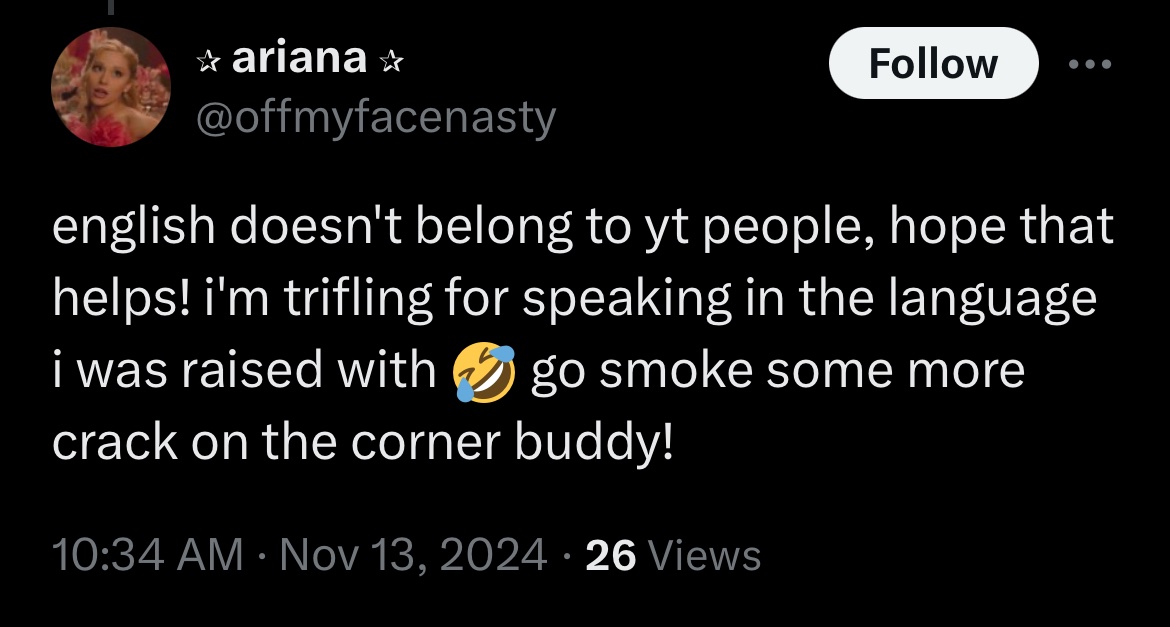 ☆ ariana ☆
Follow
@offmyfacenasty
english doesn't belong to yt people, hope that
helps! i'm trifling for speaking in the language
i was raised with 🤣 go smoke some more
crack on the corner buddy!
10:34 AM · Nov 13, 2024 · 26 Views